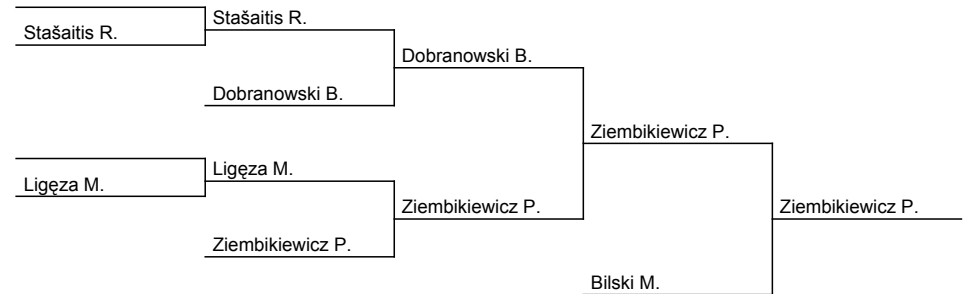 Stašaitis R.
Stašaitis R.
Dobranowski B.
Dobranowski B.
Ziembikiewicz P.
Ligęza M.
Ligęza M.
Ziembikiewicz P.
Ziembikiewicz P.
Ziembikiewicz P.
Bilski M.